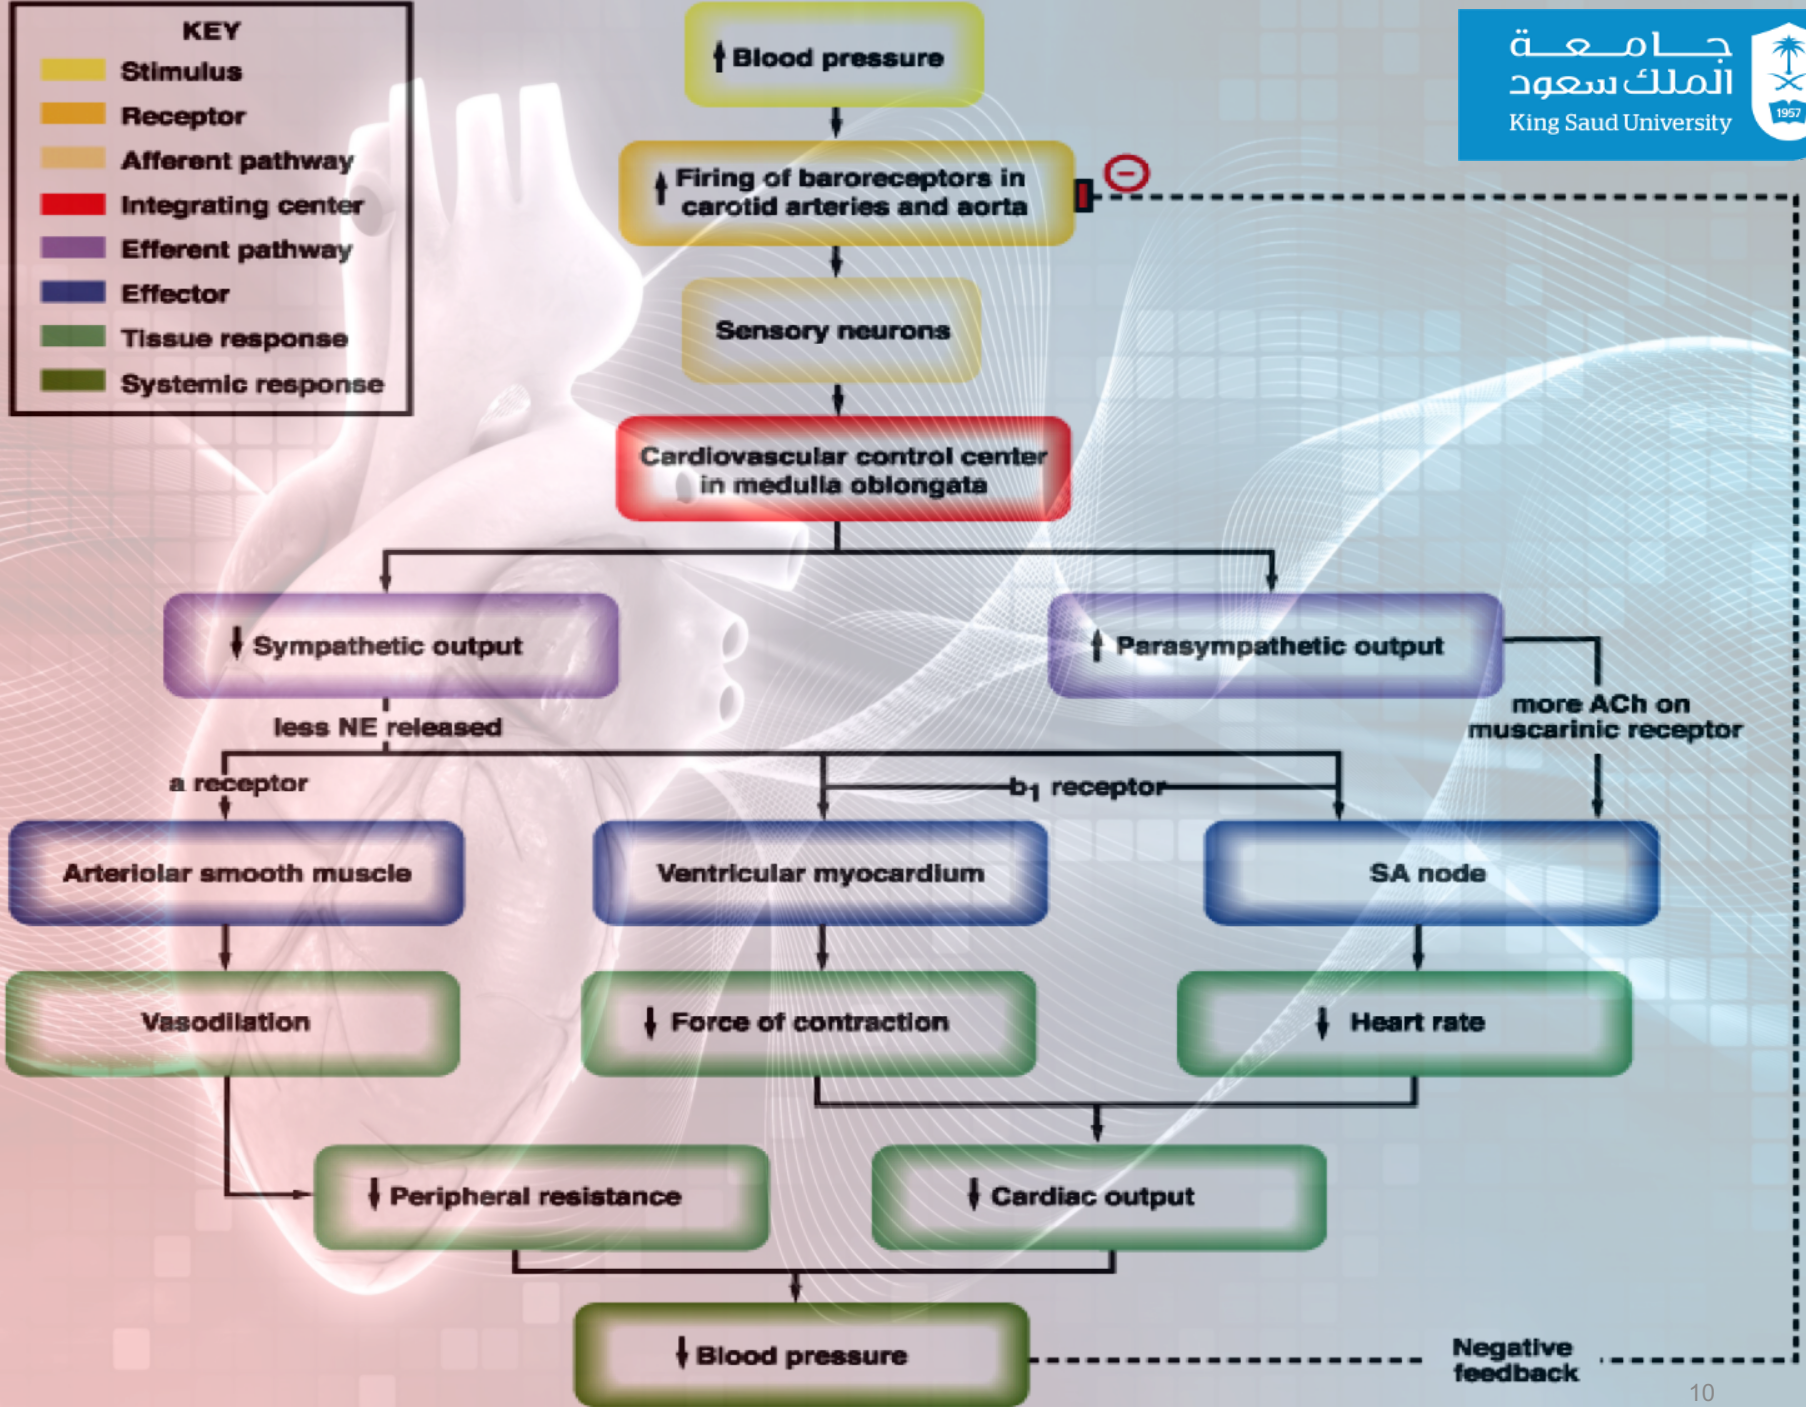 KEY
Stimulus
Receptor
Afferent pathway
Integrating center
Efferent pathway
Effector
Tissue response
Systemic response
جامعة
الملك سعود
King Saud University
1957
↑ Blood pressure
↑ Firing of baroreceptors in
carotid arteries and aorta
−
Sensory neurons
Cardiovascular control center
in medulla oblongata
↓ Sympathetic output
↑ Parasympathetic output
less NE released
more ACh on
muscarinic receptor
a receptor
b₁ receptor
Arteriolar smooth muscle
Ventricular myocardium
SA node
Vasodilation
↓ Force of contraction
↓ Heart rate
↓ Peripheral resistance
↓ Cardiac output
↓ Blood pressure
Negative
feedback
10